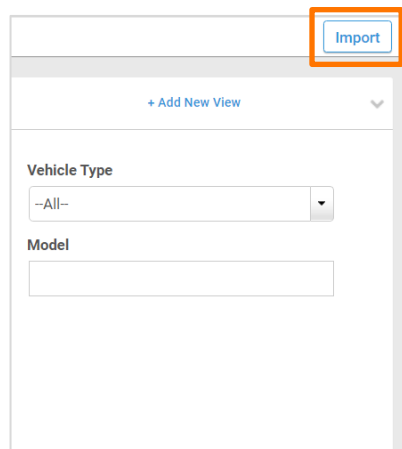 Import
+ Add New View
Vehicle Type
--All--
Model